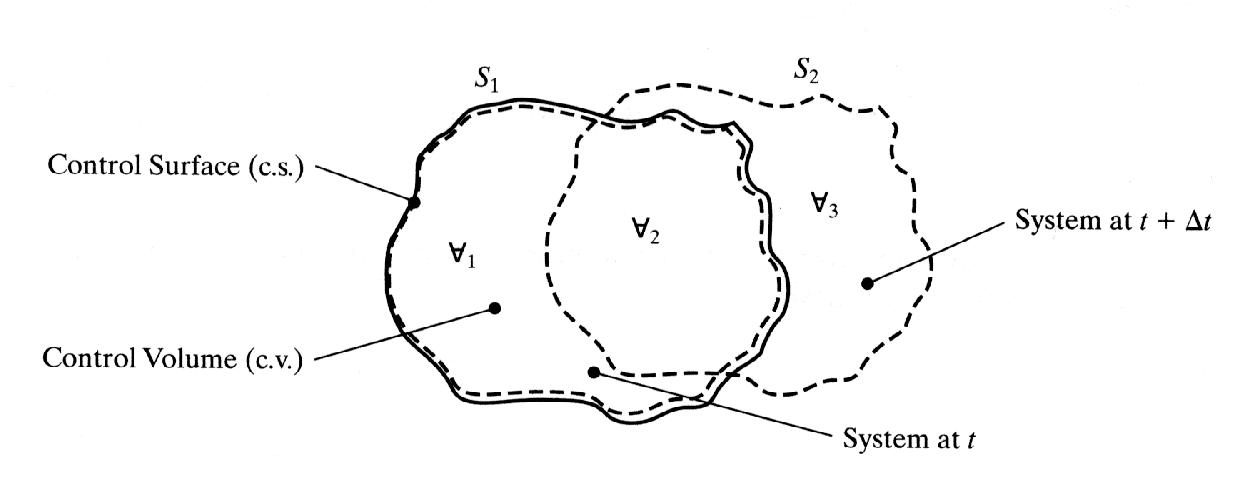 S₁
S₂
Control Surface (c.s.)
∀₁
∀₂
∀₃
System at t + Δt
Control Volume (c.v.)
System at t